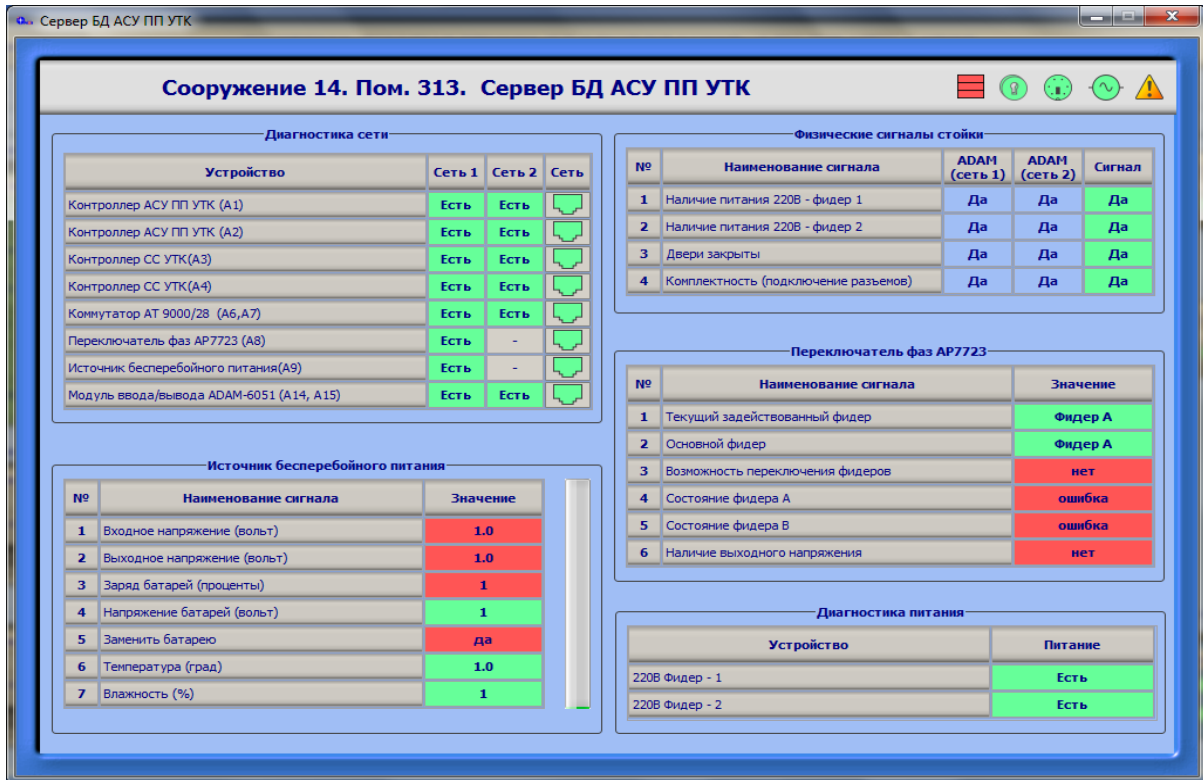 Сервер БД АСУ ПП УТК
Сооружение 14. Пом. 313. Сервер БД АСУ ПП УТК
Диагностика сети
Устройство Сеть 1 Сеть 2 Сеть
Контроллер АСУ ПП УТК (А1) Есть Есть
Контроллер АСУ ПП УТК (А2) Есть Есть
Контроллер СС УТК(А3) Есть Есть
Контроллер СС УТК(А4) Есть Есть
Коммутатор АТ 9000/28 (А6,А7) Есть Есть
Переключатель фаз АР7723 (А8) Есть -
Источник бесперебойного питания(А9) Есть -
Модуль ввода/вывода ADAM-6051 (А14, А15) Есть Есть
Источник бесперебойного питания
№ Наименование сигнала Значение
1 Входное напряжение (вольт) 1.0
2 Выходное напряжение (вольт) 1.0
3 Заряд батарей (проценты) 1
4 Напряжение батарей (вольт) 1
5 Заменить батарею да
6 Температура (град) 1.0
7 Влажность (%) 1
Физические сигналы стойки
№ Наименование сигнала ADAM (сеть 1) ADAM (сеть 2) Сигнал
1 Наличие питания 220В - фидер 1 Да Да Да
2 Наличие питания 220В - фидер 2 Да Да Да
3 Двери закрыты Да Да Да
4 Комплектность (подключение разъемов) Да Да Да
Переключатель фаз АР7723
№ Наименование сигнала Значение
1 Текущий задействованный фидер Фидер А
2 Основной фидер Фидер А
3 Возможность переключения фидеров нет
4 Состояние фидера А ошибка
5 Состояние фидера В ошибка
6 Наличие выходного напряжения нет
Диагностика питания
Устройство Питание
220В Фидер - 1 Есть
220В Фидер - 2 Есть